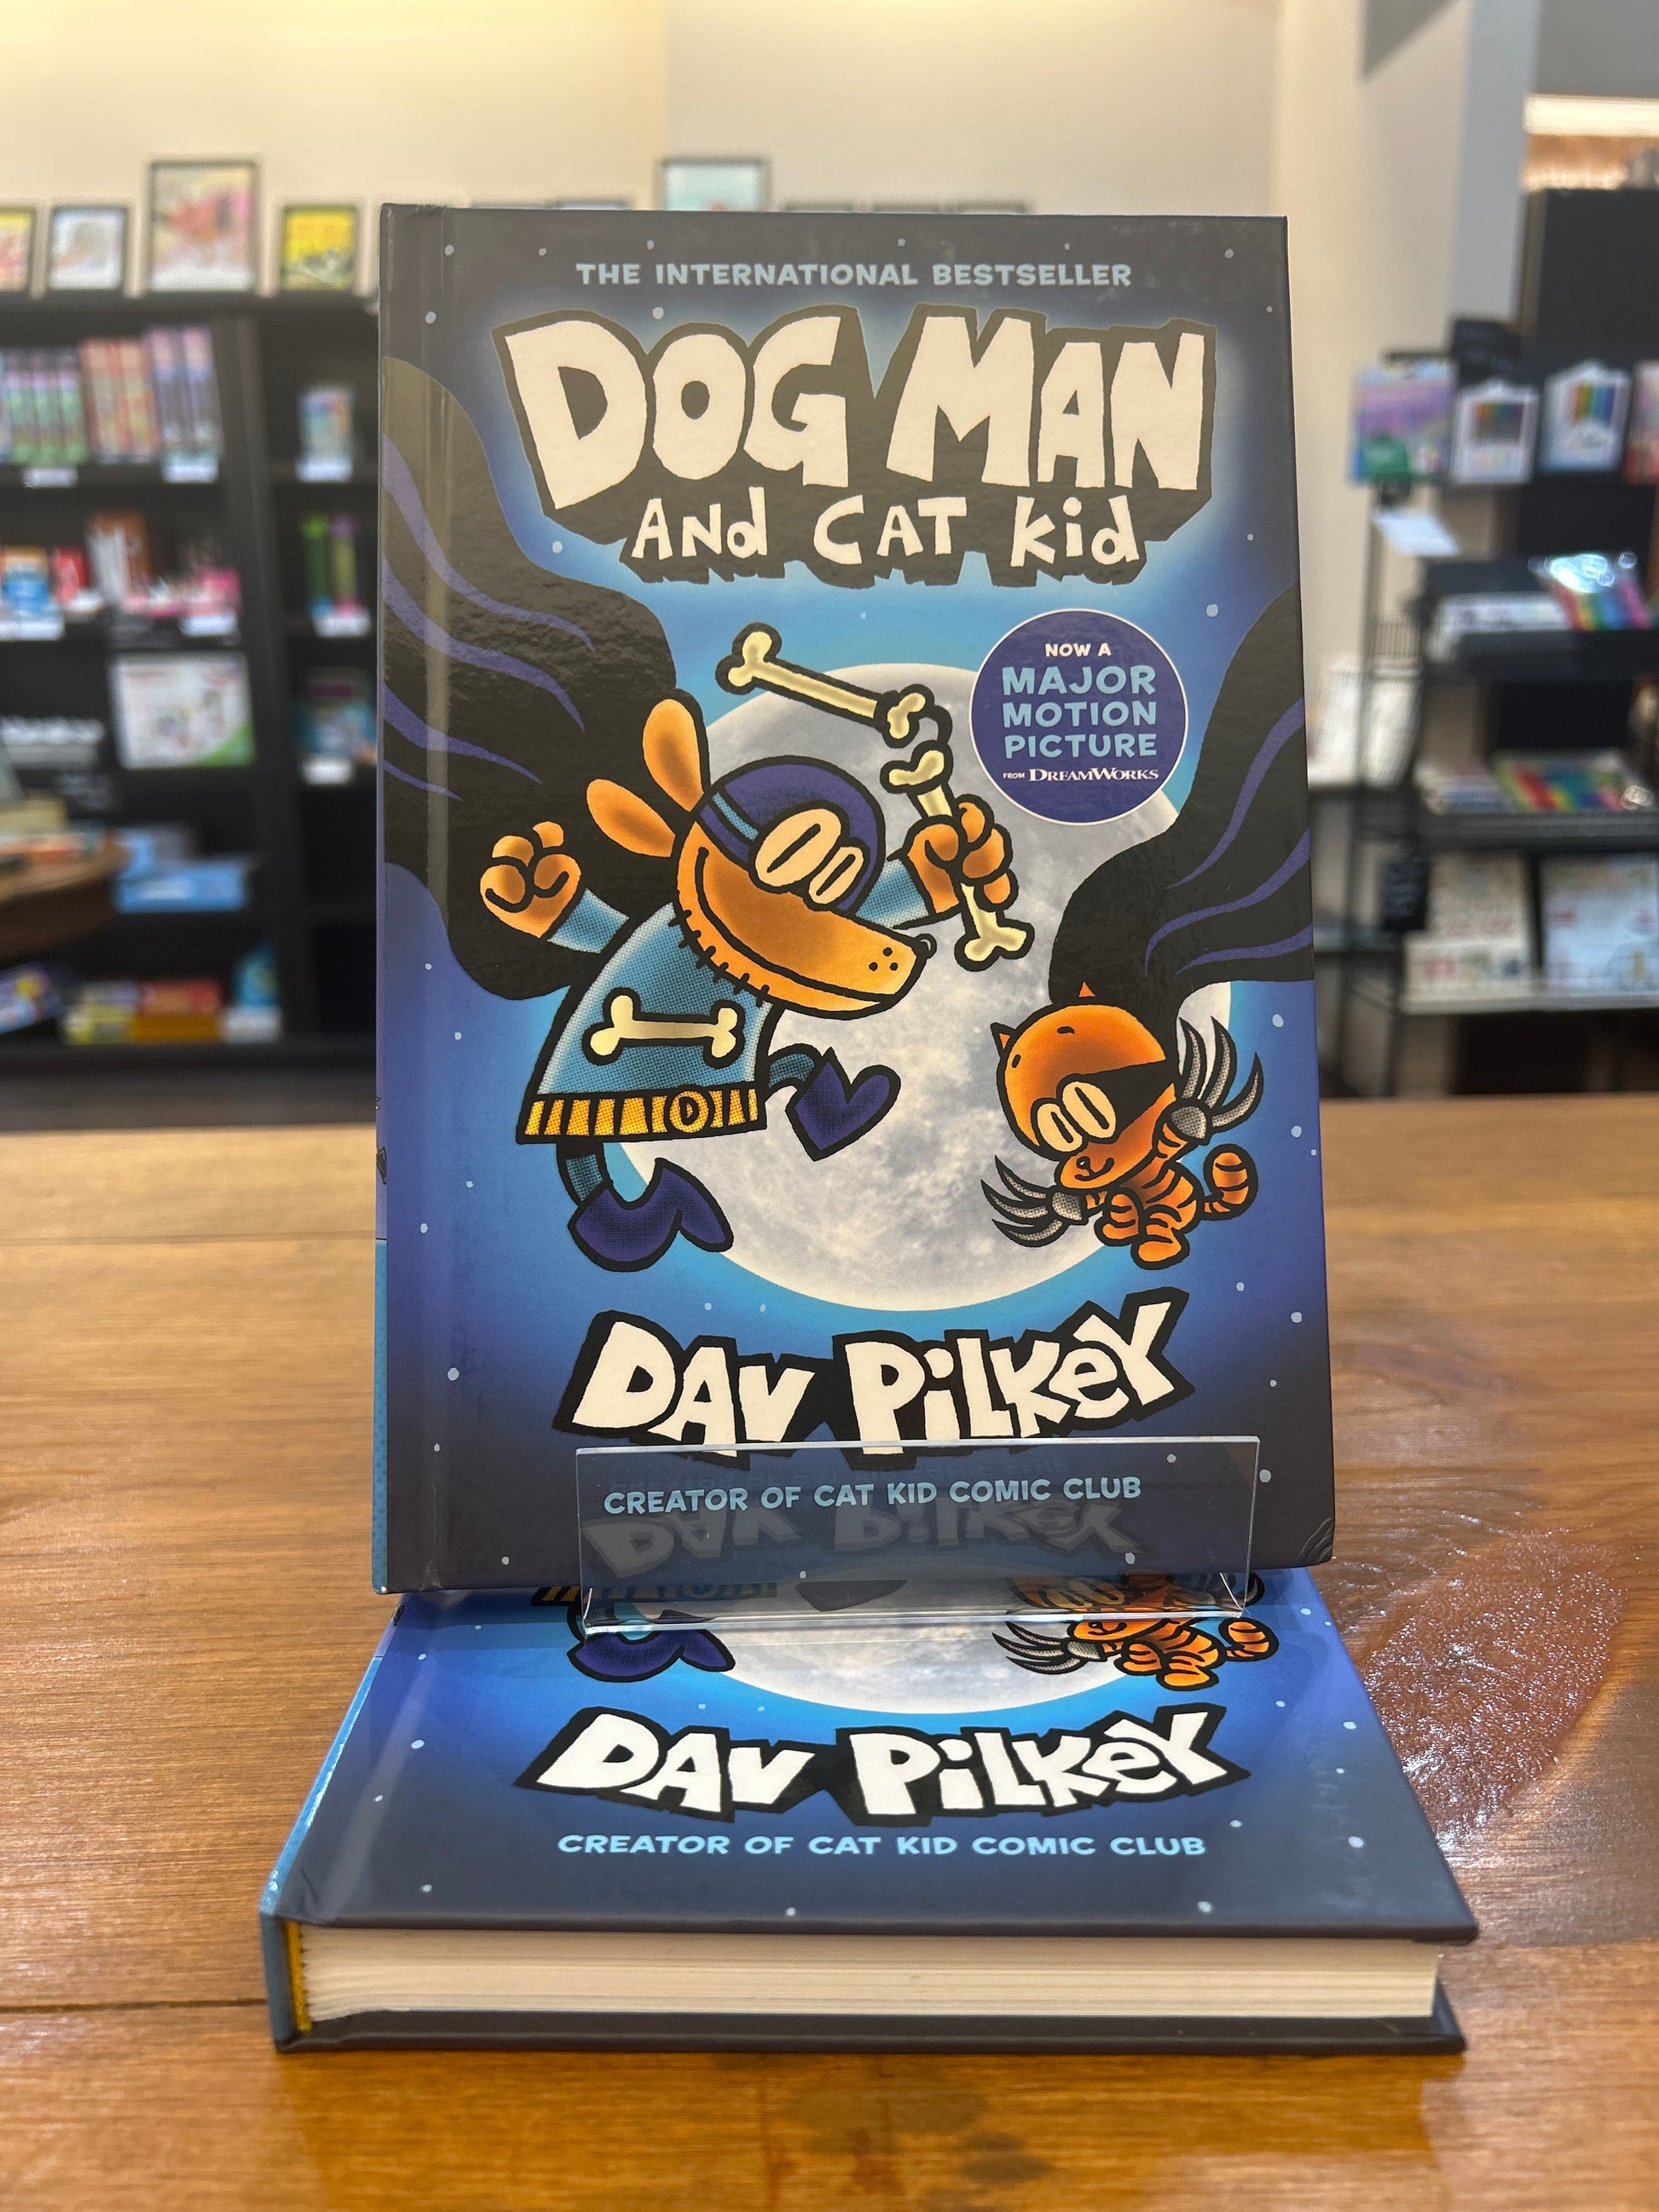 THE INTERNATIONAL BESTSELLER
DOG MAN
AND CAT Kid
NOW A
MAJOR
MOTION
PICTURE
FROM DREAMWORKS
D
DAV PiLKEY
CREATOR OF CAT KID COMIC CLUB
DAV PiLKEY
CREATOR OF CAT KID COMIC CLUB